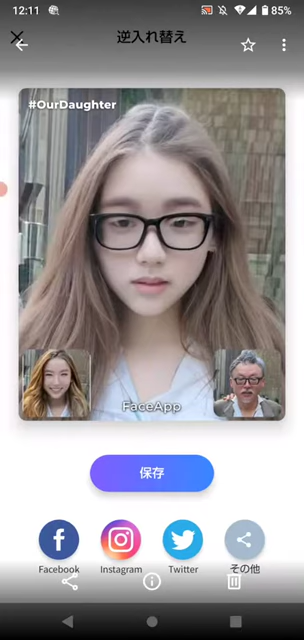 12:11
85%
逆入れ替え
#OurDaughter
FaceApp
保存
Facebook
Instagram
Twitter
その他